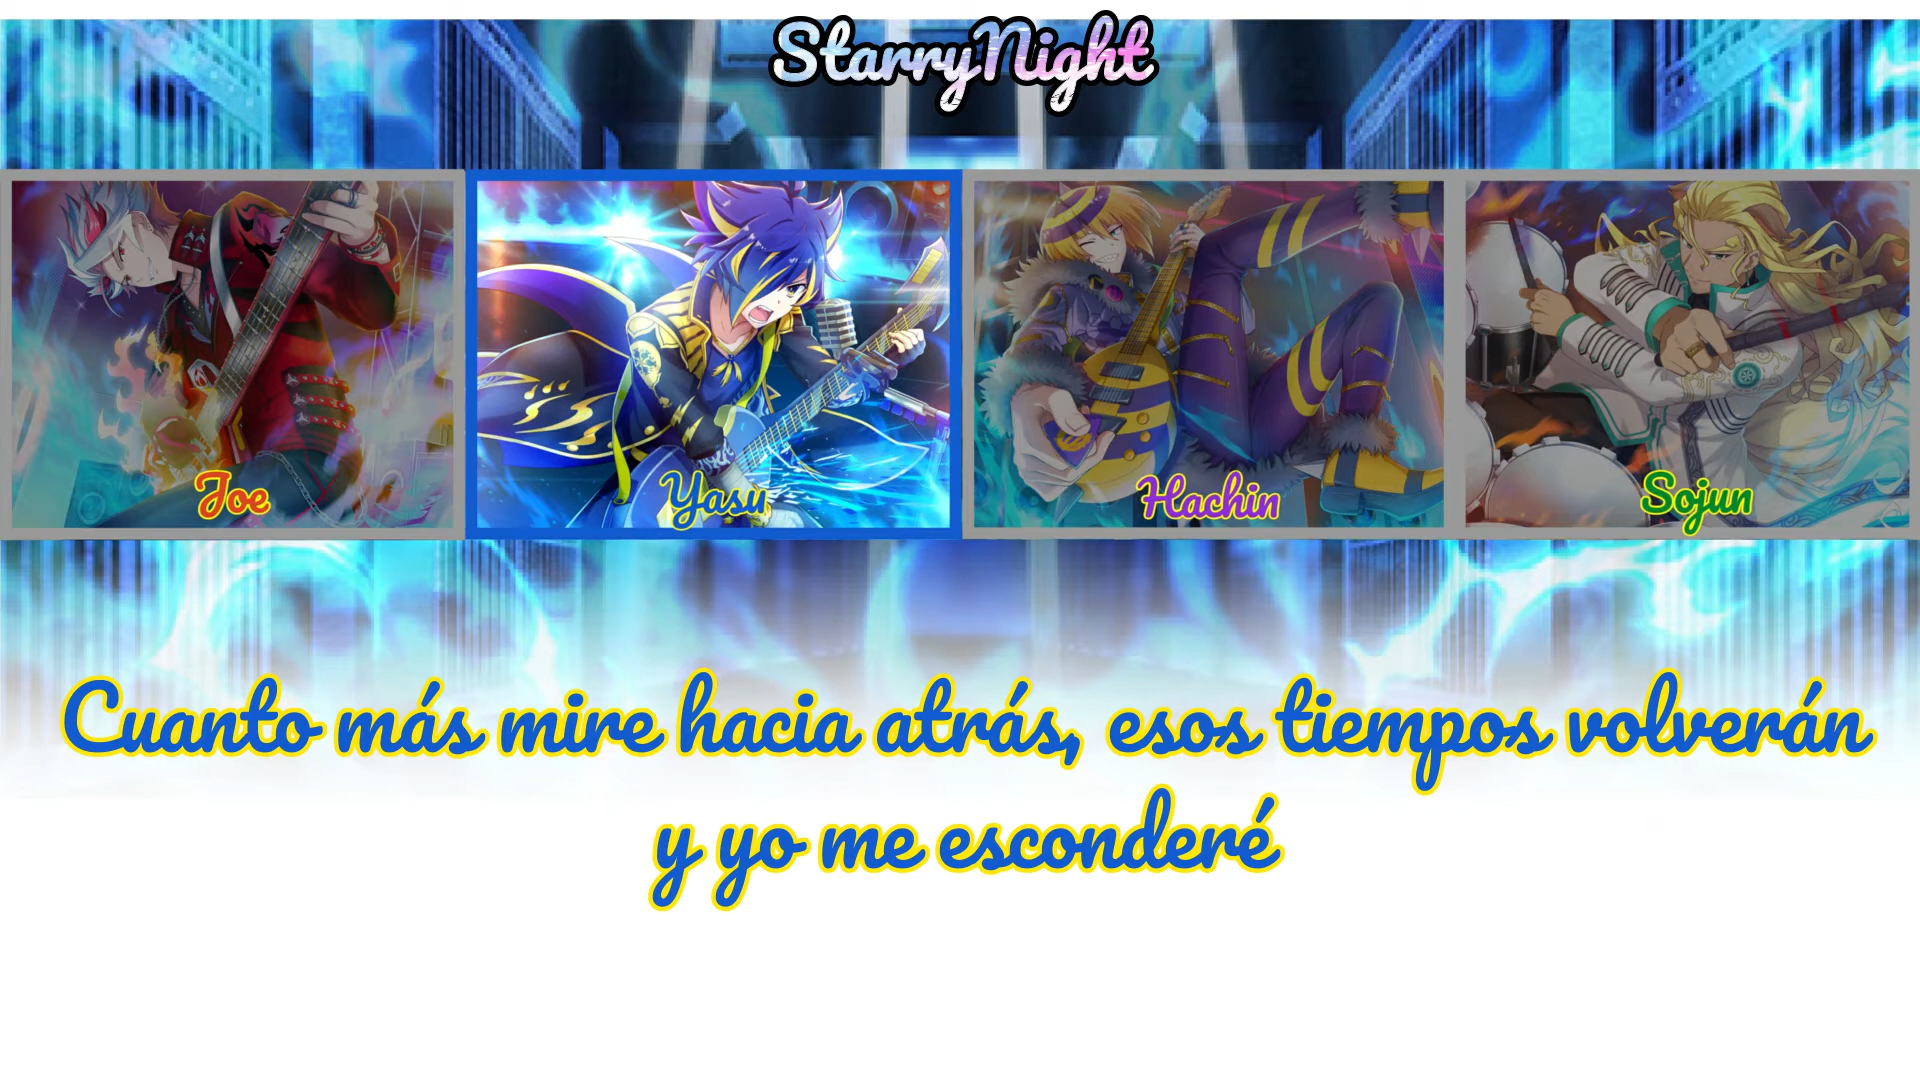 StarryNight
Joe
Yasu
Hachin
Sojun
Cuanto más mire hacia atrás, esos tiempos volverán
y yo me esconderé